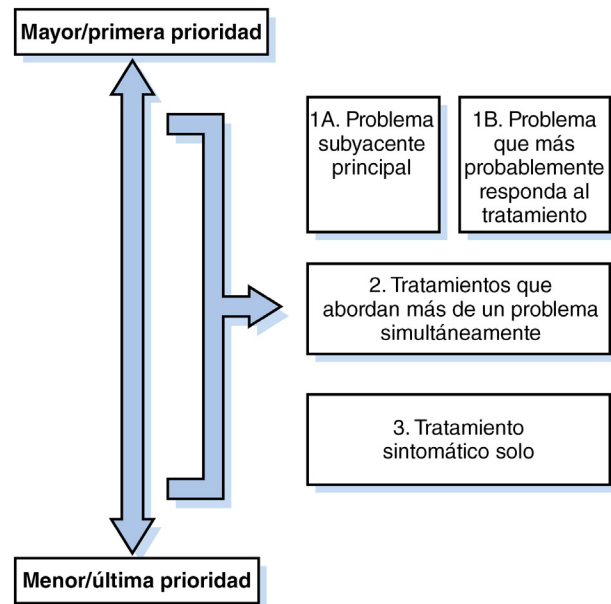 Mayor/primera prioridad
1A. Problema
subyacente
principal
1B. Problema
que más
probablemente
responda al
tratamiento
2. Tratamientos que
abordan más de un problema
simultáneamente
3. Tratamiento
sintomático solo
Menor/última prioridad